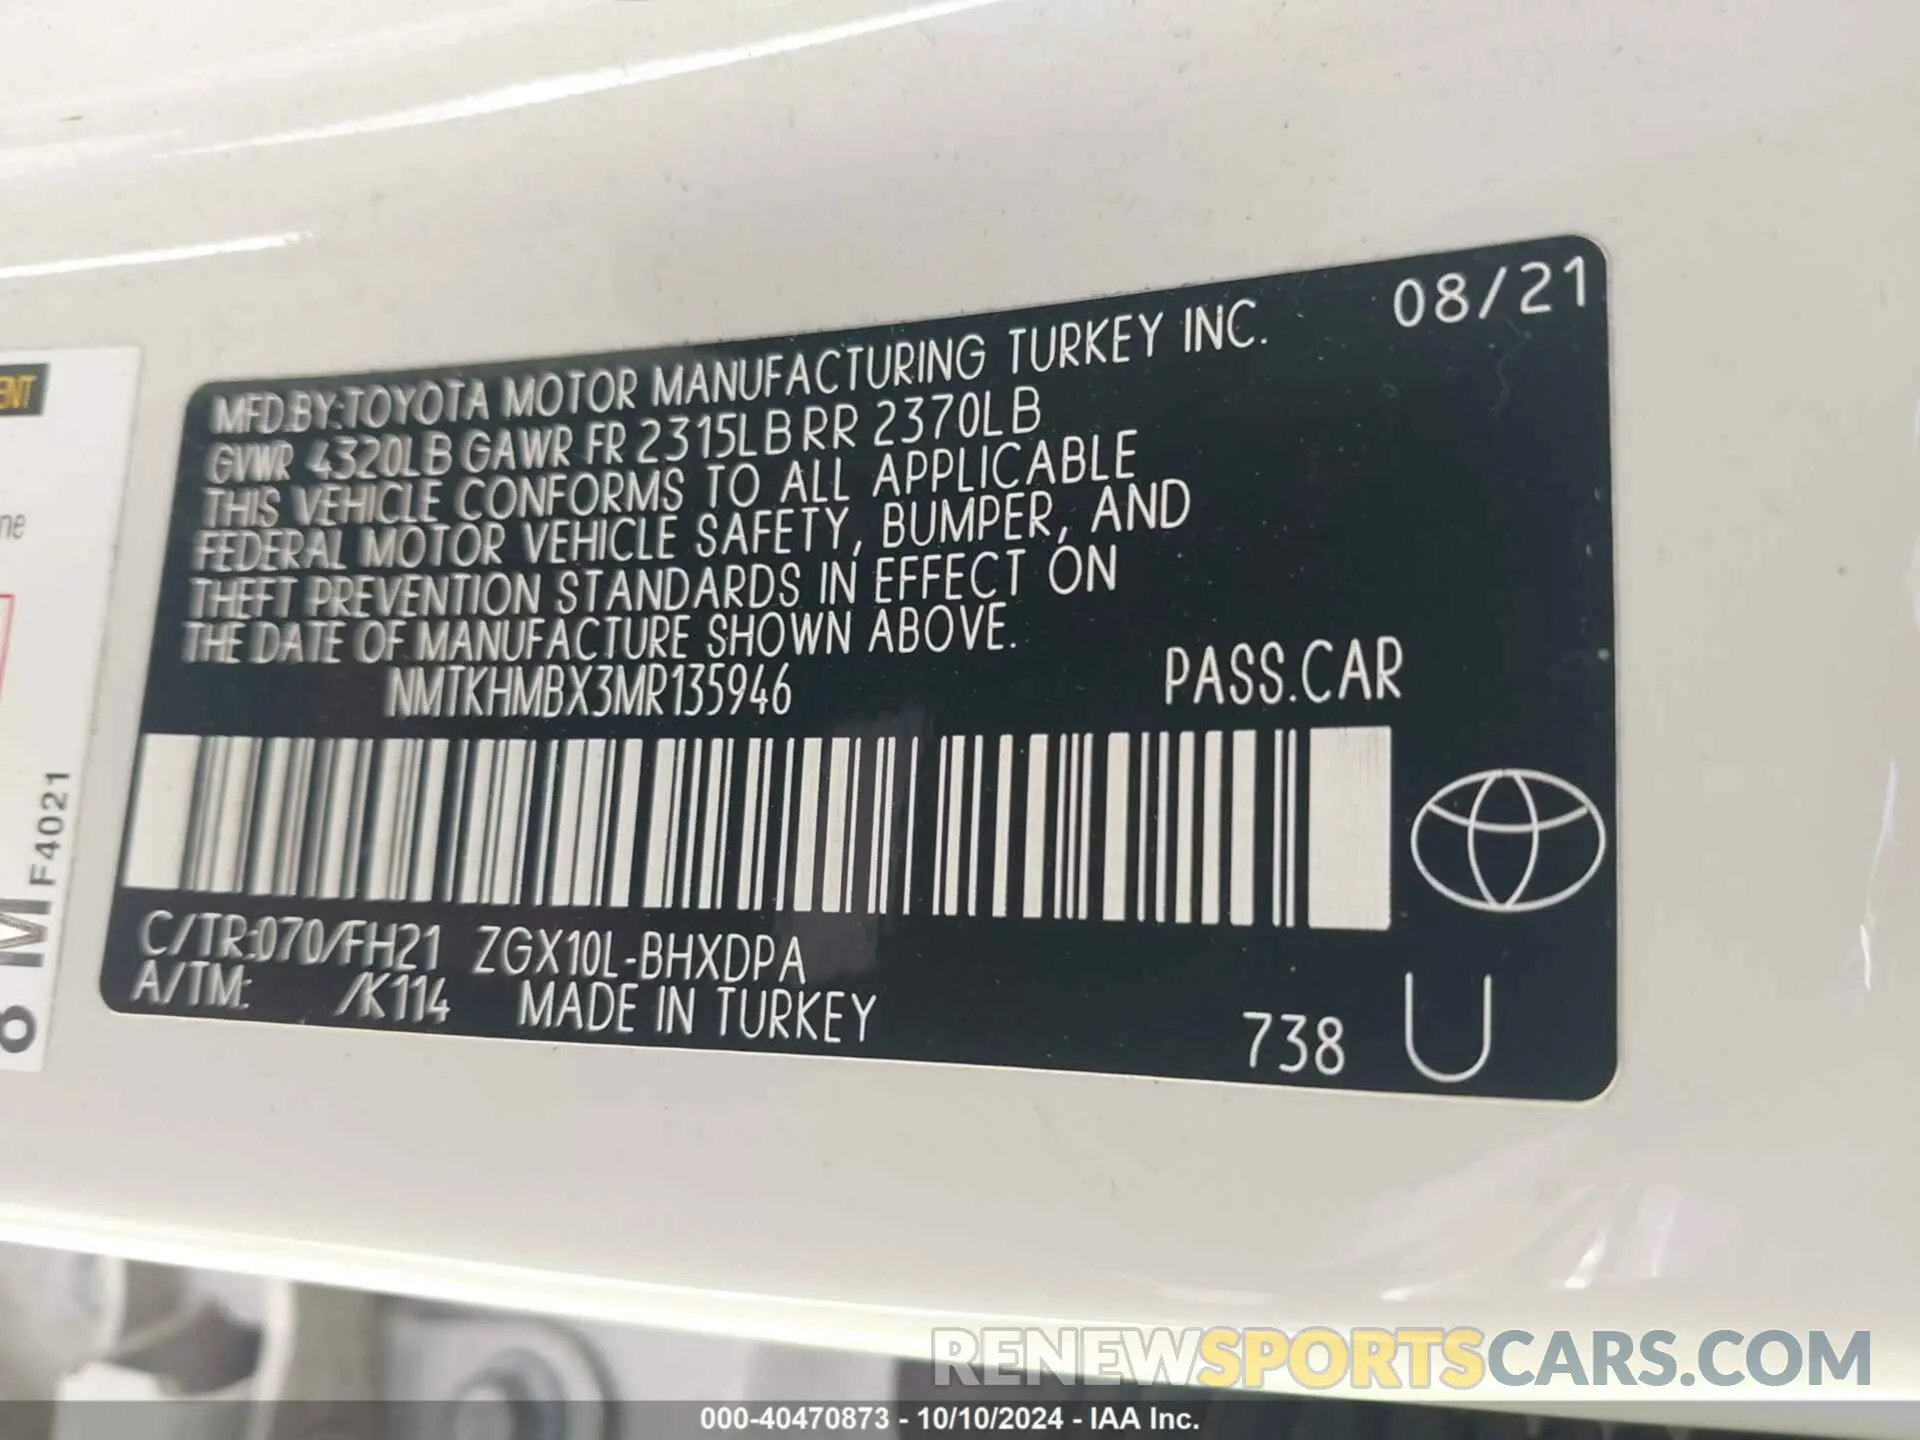 08/21
MFD.BY:TOYOTA MOTOR MANUFACTURING TURKEY INC.
GVWR 4320LB GAWR FR 2315LB RR 2370LB
THIS VEHICLE CONFORMS TO ALL APPLICABLE
FEDERAL MOTOR VEHICLE SAFETY, BUMPER, AND
THEFT PREVENTION STANDARDS IN EFFECT ON
THE DATE OF MANUFACTURE SHOWN ABOVE.
NMTKHMBX3MR135946 PASS.CAR
C/TR:070/FH21 ZGX10L-BHXDPA
A/TM: /K114 MADE IN TURKEY
738 U
F4021
8 M
RENEWSPORTSCARS.COM
000-40470873 - 10/10/2024 - IAA Inc.